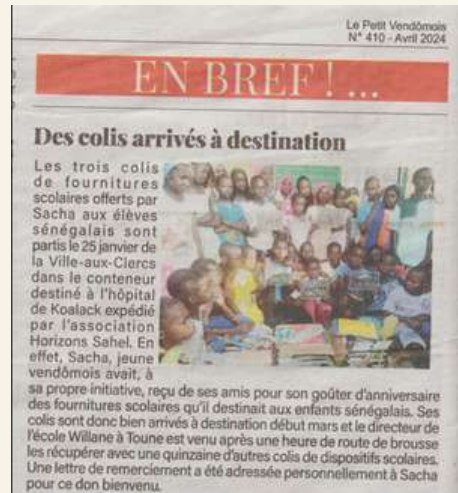 Le Petit Vendômois
N° 410 - Avril 2024
EN BREF ! ...
Des colis arrivés à destination
Les trois colis
de fournitures
scolaires offerts par
Sacha aux élèves
sénégalais sont
partis le 25 janvier de
la Ville-aux-Clercs
dans le conteneur
destiné à l'hôpital
de Koalack expédié
par l'association
Horizons Sahel. En
effet, Sacha, jeune
vendômois avait, à
sa propre initiative, reçu de ses amis pour son goûter d'anniversaire
des fournitures scolaires qu'il destinait aux enfants sénégalais. Ses
colis sont donc bien arrivés à destination début mars et le directeur de
l'école Willane à Toune est venu après une heure de route de brousse
les récupérer avec une quinzaine d'autres colis de dispositifs scolaires.
Une lettre de remerciement a été adressée personnellement à Sacha
pour ce don bienvenu.